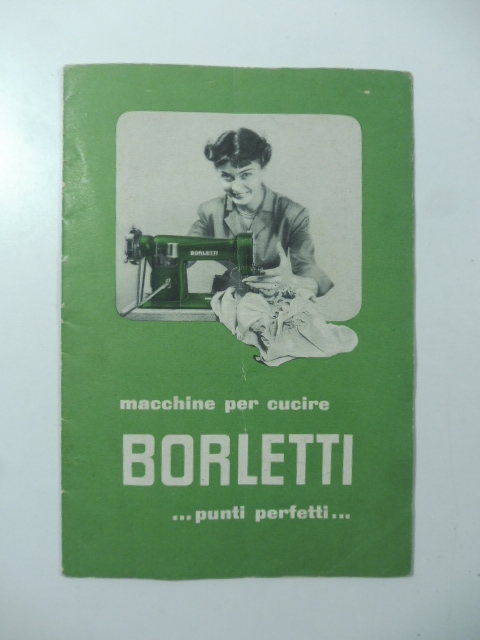 BORLETTI
macchine per cucire
BORLETTI
...punti perfetti...